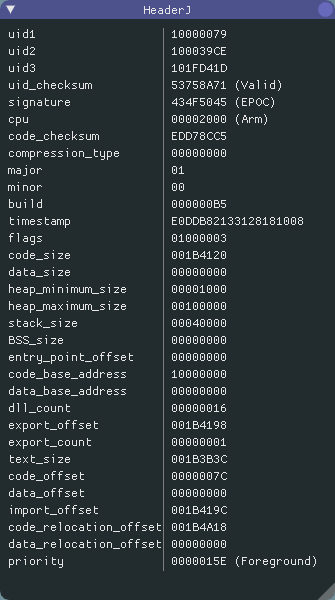 HeaderJ
uid1 10000079
uid2 100039CE
uid3 101FD41D
uid_checksum 53758A71 (Valid)
signature 434F5045 (EPOC)
cpu 00002000 (Arm)
code_checksum EDD78CC5
compression_type 00000000
major 01
minor 00
build 000000B5
timestamp E0DDB82133128181008
flags 01000003
code_size 001B4120
data_size 00000000
heap_minimum_size 00001000
heap_maximum_size 00100000
stack_size 00040000
BSS_size 00000000
entry_point_offset 00000000
code_base_address 10000000
data_base_address 00000000
dll_count 00000016
export_offset 001B4198
export_count 00000001
text_size 001B3B3C
code_offset 0000007C
data_offset 00000000
import_offset 001B419C
code_relocation_offset 001B4A18
data_relocation_offset 00000000
priority 0000015E (Foreground)